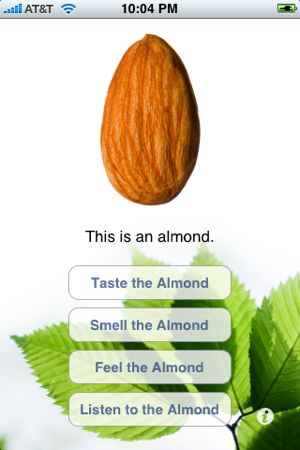 AT&T 10:04 PM
This is an almond.
Taste the Almond
Smell the Almond
Feel the Almond
Listen to the Almond
i